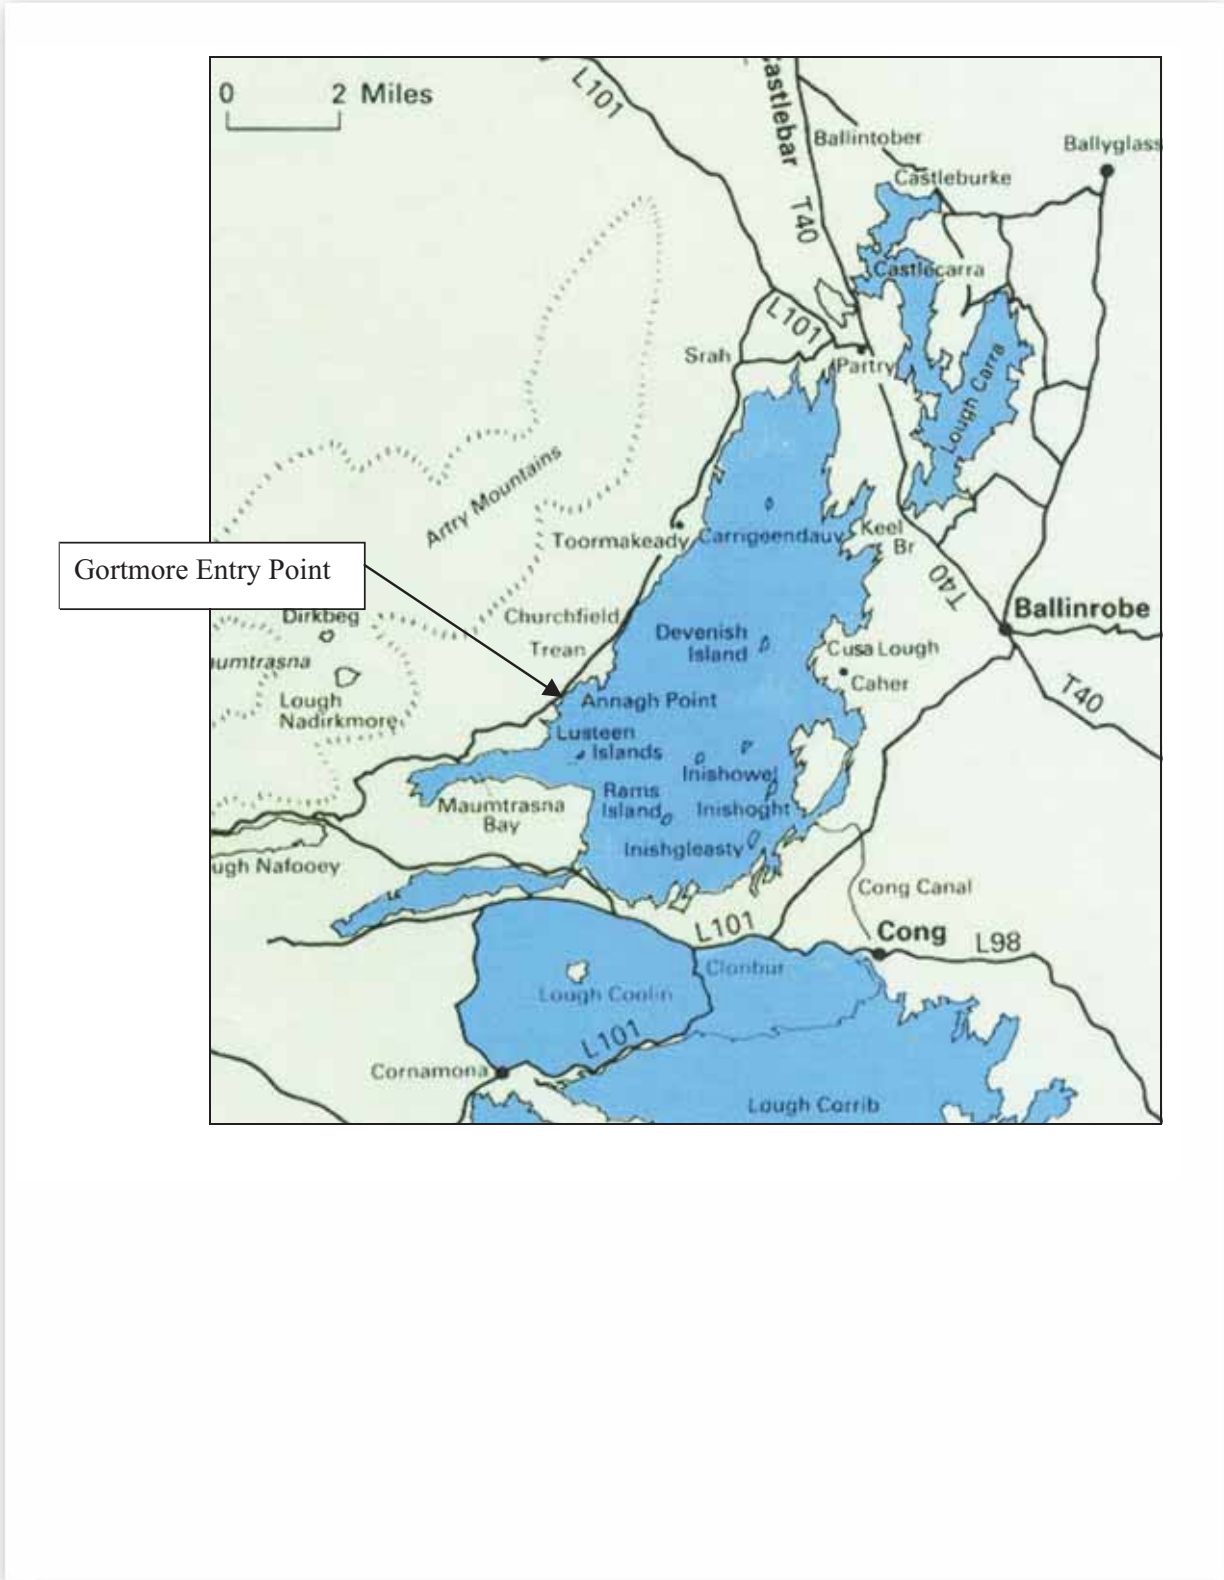 0 2 Miles
L101
Castlebar
T40
Ballintober
Ballyglass
Castleburke
Castlecarra
L101
Srah
Partry
Lough Carra
Artry Mountains
Toormakeady
Carrigeendauv
Keel
Br
T40
Gortmore Entry Point
Churchfield
Dirkbeg
Ballinrobe
Devenish
Island
Trean
Cusa Lough
aumtrasna
Caher
T40
Lough
Nadirkmore
Annagh Point
Lusteen
Islands
Inishowel
Rams
Island
Inishoght
Maumtrasna
Bay
Inishgleasty
ugh Nafooey
Cong Canal
L101
Cong
L98
Clonbur
Lough Coolin
L101
Cornamona
Lough Corrib